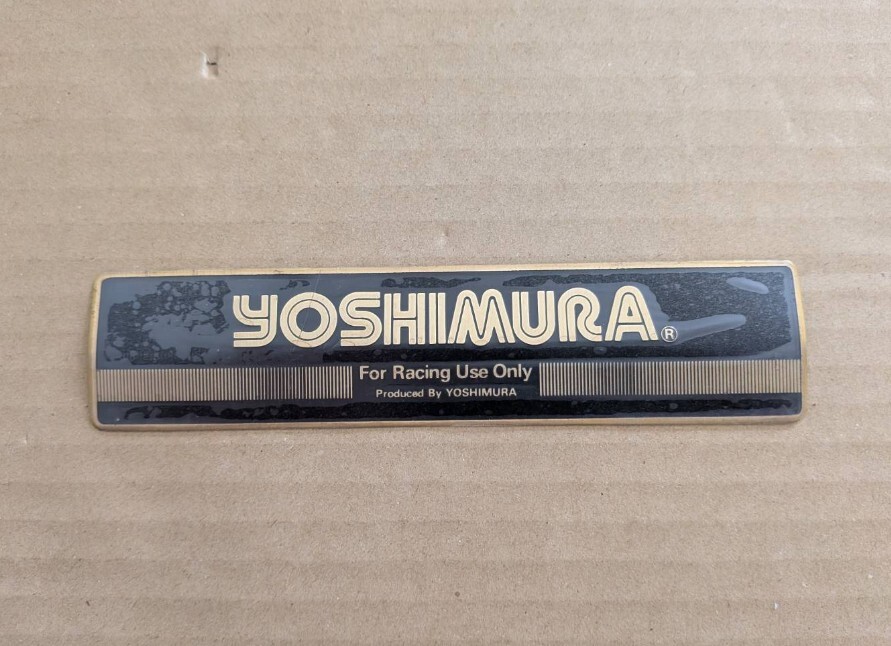 YOSHIMURA®
For Racing Use Only
Produced By YOSHIMURA